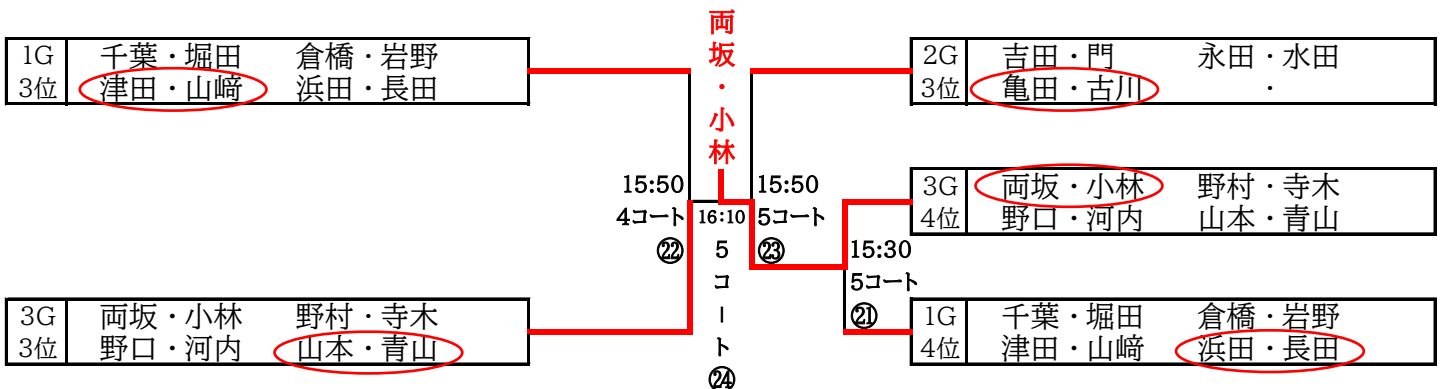 両坂・小林
1G 千葉・堀田 倉橋・岩野
3位 津田・山﨑 浜田・長田
2G 吉田・門 永田・水田
3位 亀田・古川 ・
3G 両坂・小林 野村・寺木
4位 野口・河内 山本・青山
15:50
4コート
㉒
16:10
5コート
㉔
15:50
5コート
㉓
15:30
5コート
㉑
3G 両坂・小林 野村・寺木
3位 野口・河内 山本・青山
1G 千葉・堀田 倉橋・岩野
4位 津田・山﨑 浜田・長田